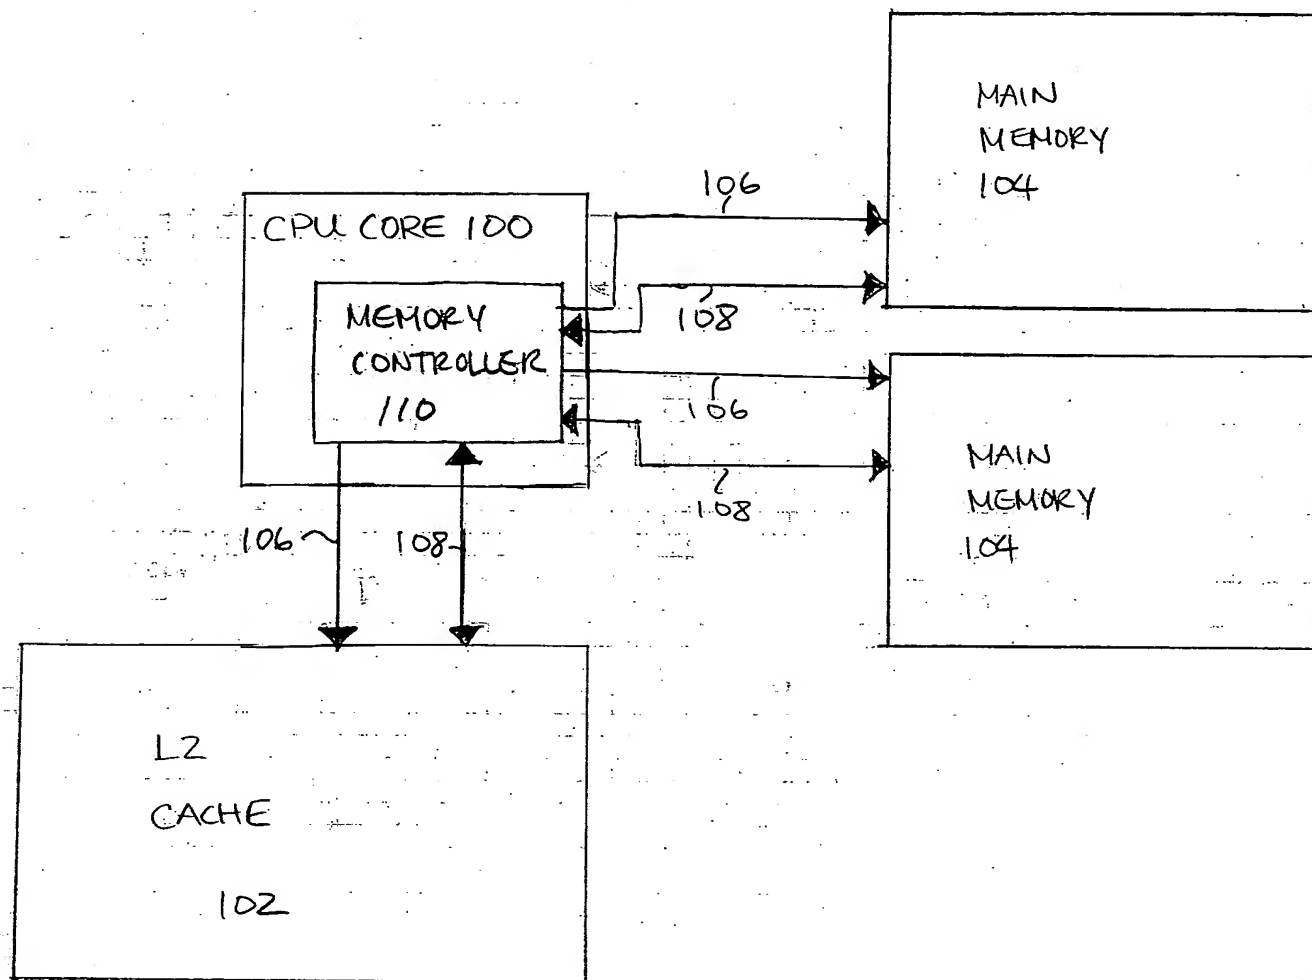 MAIN
MEMORY
104
106
CPU CORE 100
MEMORY
CONTROLLER
110
108
106
108
MAIN
MEMORY
104
106
108
L2
CACHE
102